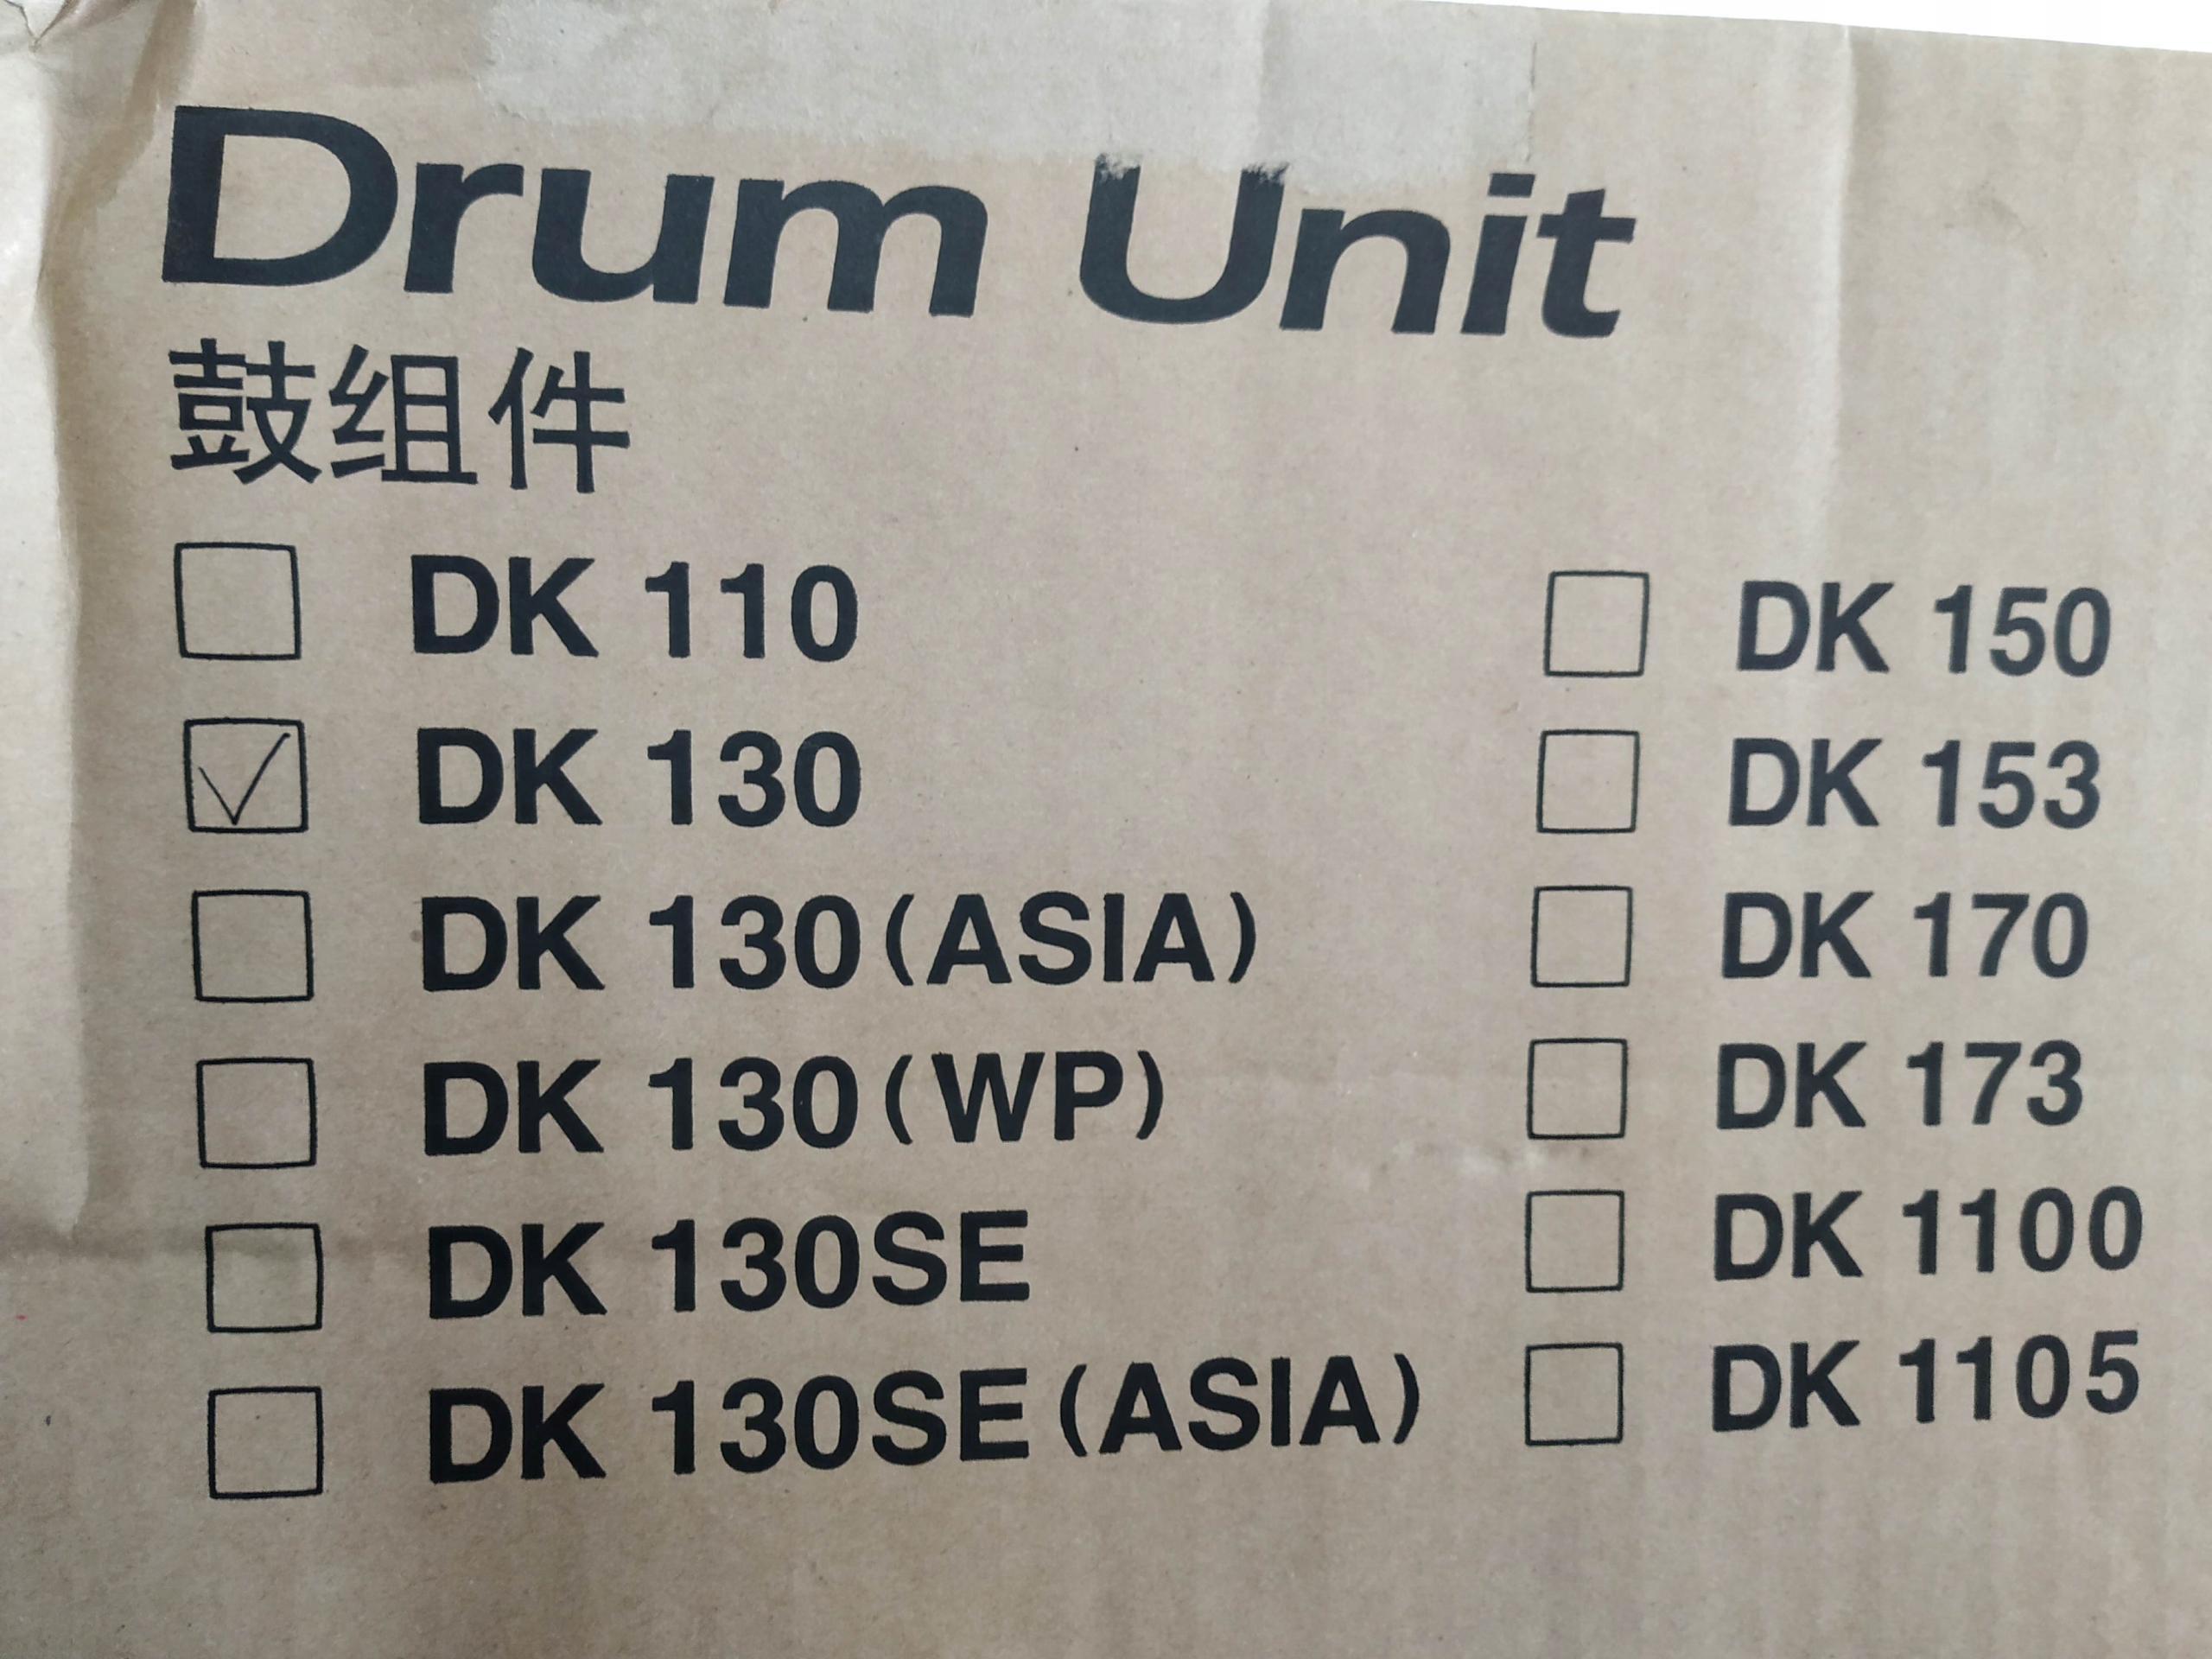 Drum Unit
鼓组件
DK 110
DK 130
DK 130(ASIA)
DK 130(WP)
DK 130SE
DK 130SE(ASIA)
DK 150
DK 153
DK 170
DK 173
DK 1100
DK 1105